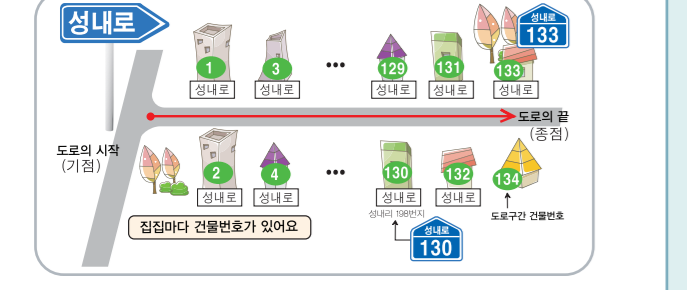 성내로
성내로
133
1
3
•••
129
131
133
성내로
성내로
성내로
성내로
성내로
도로의 끝
(종점)
도로의 시작
(기점)
2
4
•••
130
132
134
성내로
성내로
성내로
성내로
성내리 198번지
도로구간 건물번호
집집마다 건물번호가 있어요
성내로
130